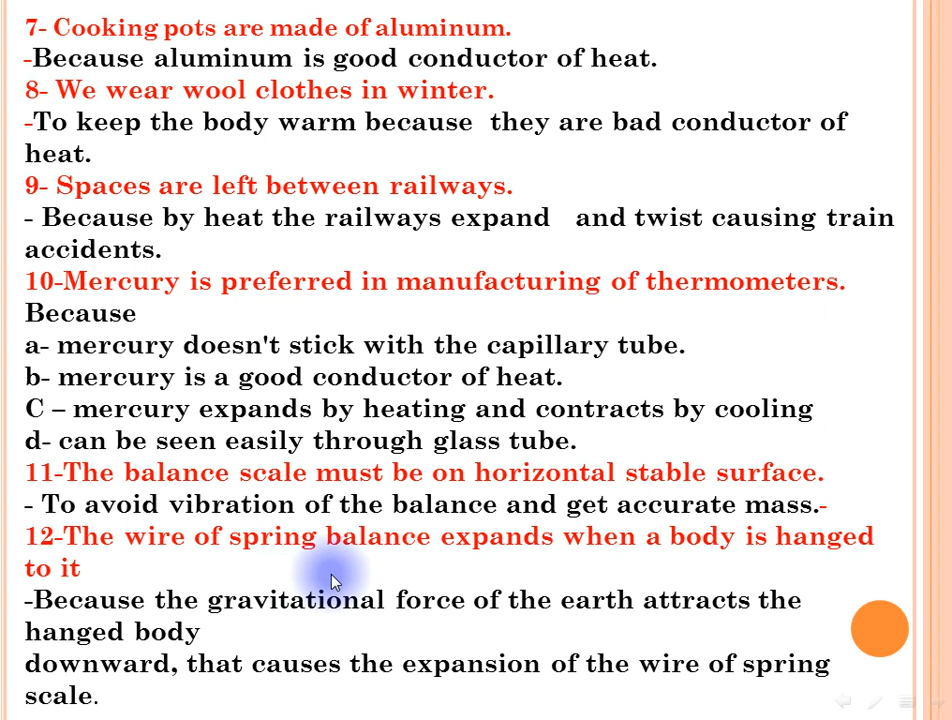 7- Cooking pots are made of aluminum.
-Because aluminum is good conductor of heat.
8- We wear wool clothes in winter.
-To keep the body warm because they are bad conductor of
heat.
9- Spaces are left between railways.
- Because by heat the railways expand and twist causing train
accidents.
10-Mercury is preferred in manufacturing of thermometers.
Because
a- mercury doesn't stick with the capillary tube.
b- mercury is a good conductor of heat.
C – mercury expands by heating and contracts by cooling
d- can be seen easily through glass tube.
11-The balance scale must be on horizontal stable surface.
- To avoid vibration of the balance and get accurate mass.-
12-The wire of spring balance expands when a body is hanged
to it
-Because the gravitational force of the earth attracts the
hanged body
downward, that causes the expansion of the wire of spring
scale.